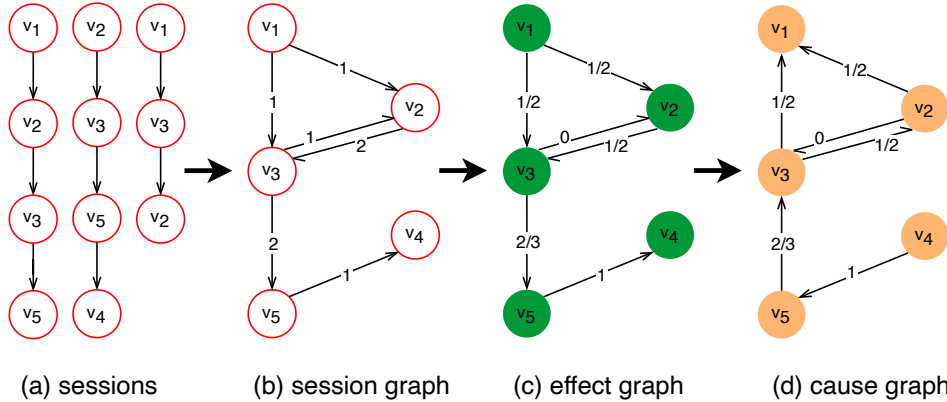 v1 v2 v1
v2 v3 v3
v3 v5 v2
v5 v4
(a) sessions
v1
1
1
v2
1
2
v3
2
v4
1
v5
(b) session graph
v1
1/2
1/2
v2
0
1/2
v3
2/3
v4
1
v5
(c) effect graph
v1
1/2
1/2
v2
0
1/2
v3
2/3
v4
1
v5
(d) cause graph